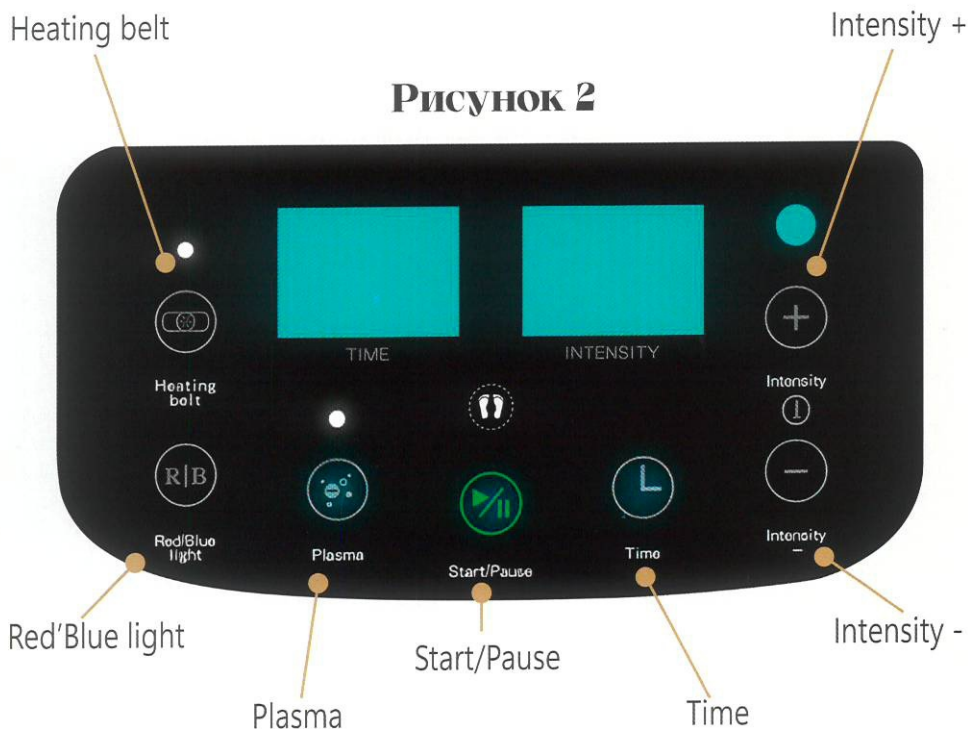 Heating belt
Intensity +
Рисунок 2
TIME
INTENSITY
Heating
bolt
Intensity
R|B
Red/Blue
light
Plasma
Start/Pause
Time
Intensity
−
Red'Blue light
Plasma
Start/Pause
Time
Intensity -